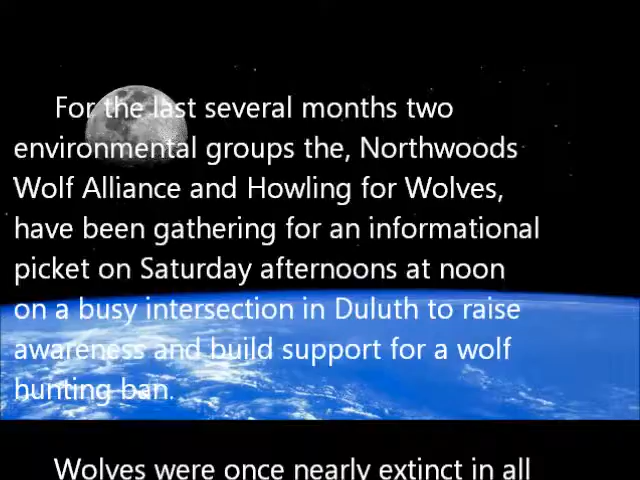 For the last several months two
environmental groups the, Northwoods
Wolf Alliance and Howling for Wolves,
have been gathering for an informational
picket on Saturday afternoons at noon
on a busy intersection in Duluth to raise
awareness and build support for a wolf
hunting ban.
Wolves were once nearly extinct in all